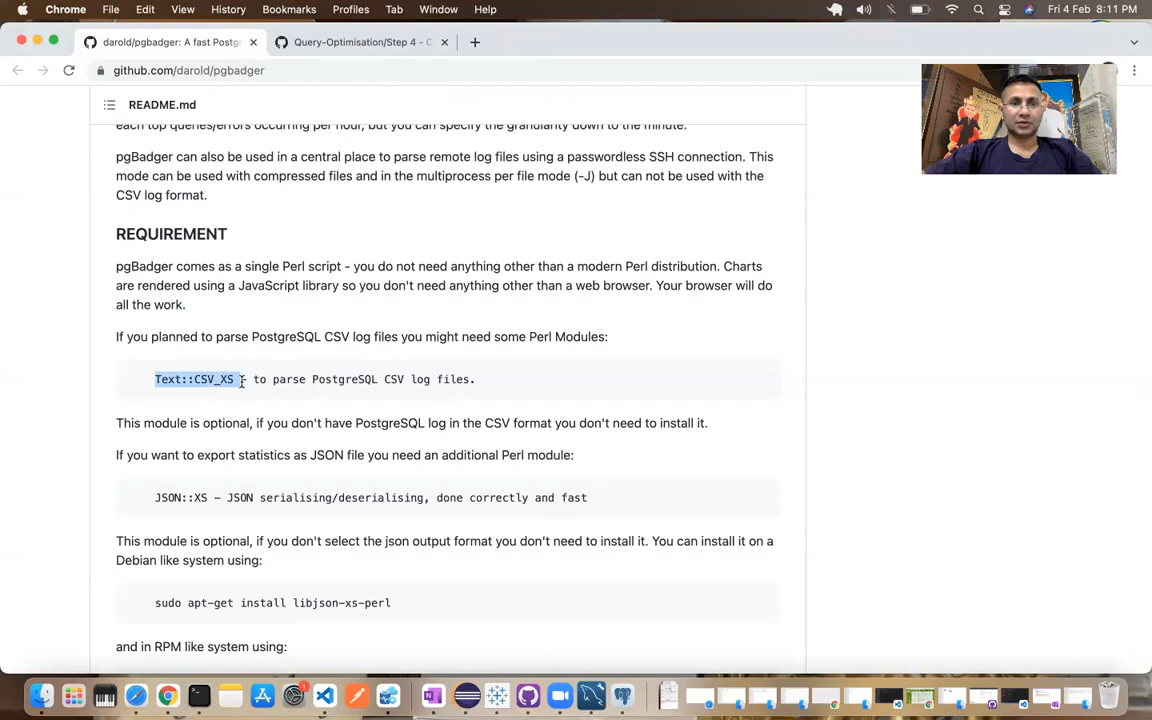 Chrome File Edit View History Bookmarks Profiles Tab Window Help Fri 4 Feb 8:11 PM
darold/pgbadger: A fast Postgr Query-Optimisation/Step 4 -
github.com/darold/pgbadger
README.md
each top queries/errors occurring per hour, but you can specify the granularity down to the minute.
pgBadger can also be used in a central place to parse remote log files using a passwordless SSH connection. This
mode can be used with compressed files and in the multiprocess per file mode (-J) but can not be used with the
CSV log format.
REQUIREMENT
pgBadger comes as a single Perl script - you do not need anything other than a modern Perl distribution. Charts
are rendered using a JavaScript library so you don't need anything other than a web browser. Your browser will do
all the work.
If you planned to parse PostgreSQL CSV log files you might need some Perl Modules:
Text::CSV_XS - to parse PostgreSQL CSV log files.
This module is optional, if you don't have PostgreSQL log in the CSV format you don't need to install it.
If you want to export statistics as JSON file you need an additional Perl module:
JSON::XS - JSON serialising/deserialising, done correctly and fast
This module is optional, if you don't select the json output format you don't need to install it. You can install it on a
Debian like system using:
sudo apt-get install libjson-xs-perl
and in RPM like system using: